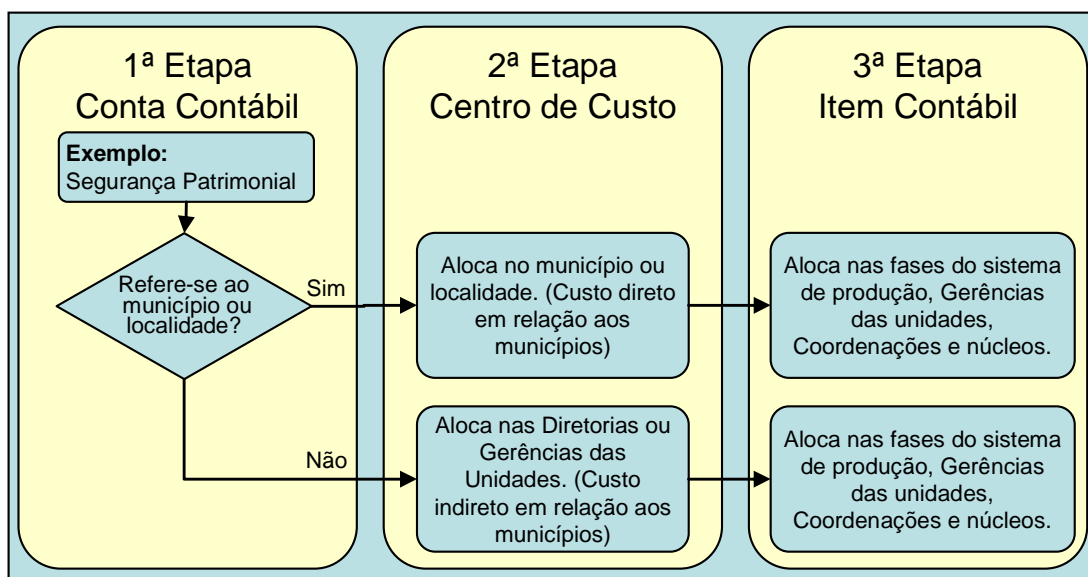 1ª Etapa
Conta Contábil
Exemplo:
Segurança Patrimonial
Refere-se ao
município ou
localidade?
Sim
Não
2ª Etapa
Centro de Custo
Aloca no município ou
localidade. (Custo direto
em relação aos
municípios)
Aloca nas Diretorias ou
Gerências das
Unidades. (Custo
indireto em relação aos
municípios)
3ª Etapa
Item Contábil
Aloca nas fases do sistema
de produção, Gerências
das unidades,
Coordenações e núcleos.
Aloca nas fases do sistema
de produção, Gerências
das unidades,
Coordenações e núcleos.